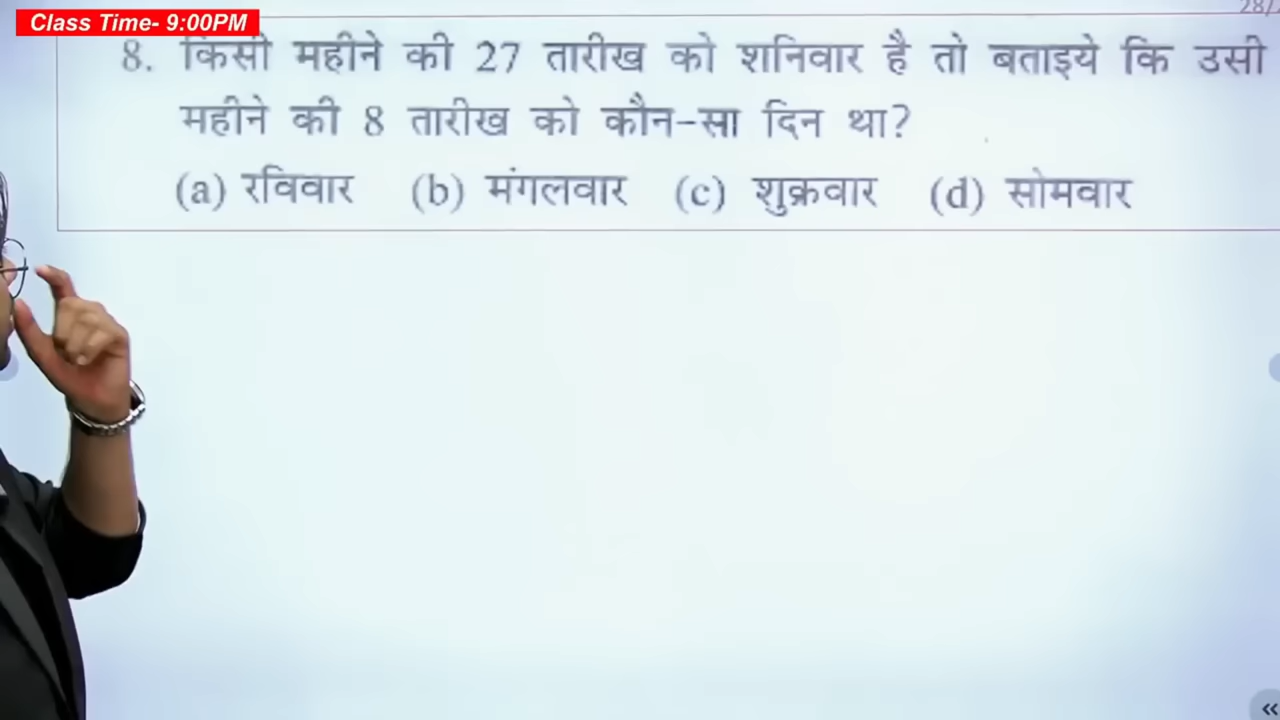 Class Time- 9:00PM
8. किसी महीने की 27 तारीख को शनिवार है तो बताइये कि उसी
महीने की 8 तारीख को कौन-सा दिन था?
(a) रविवार (b) मंगलवार (c) शुक्रवार (d) सोमवार